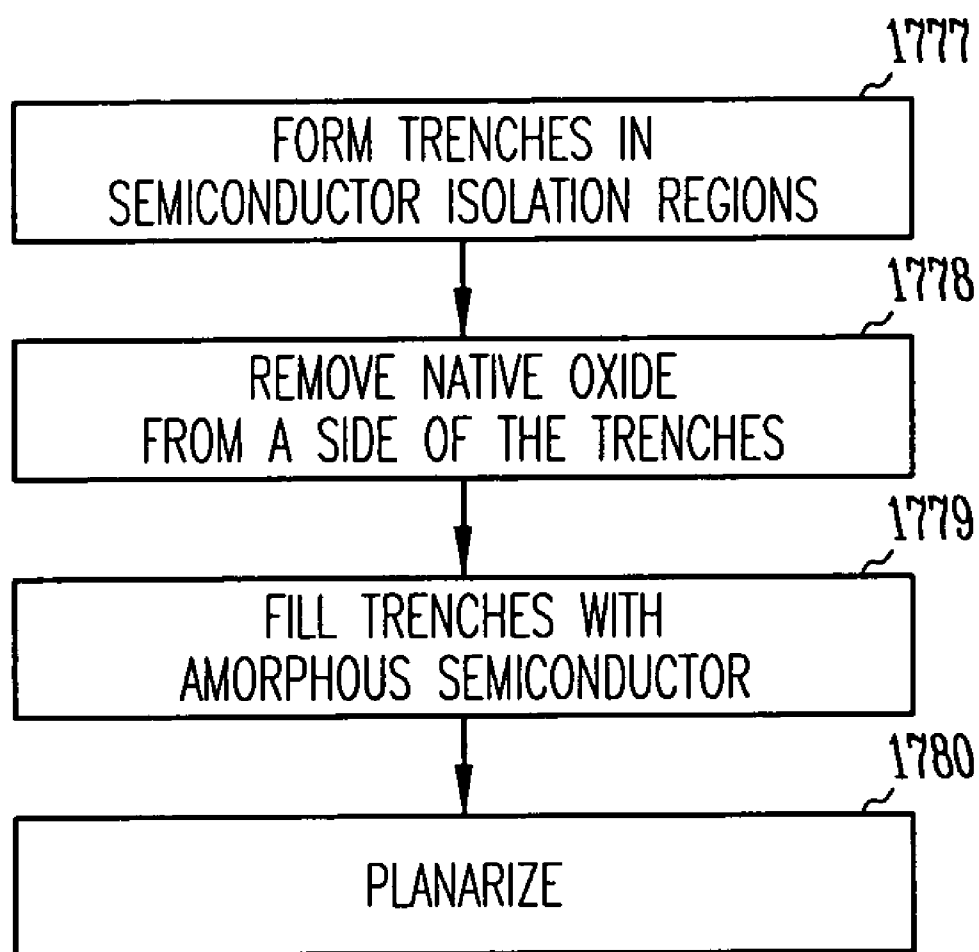 1777
FORM TRENCHES IN
SEMICONDUCTOR ISOLATION REGIONS
1778
REMOVE NATIVE OXIDE
FROM A SIDE OF THE TRENCHES
1779
FILL TRENCHES WITH
AMORPHOUS SEMICONDUCTOR
1780
PLANARIZE